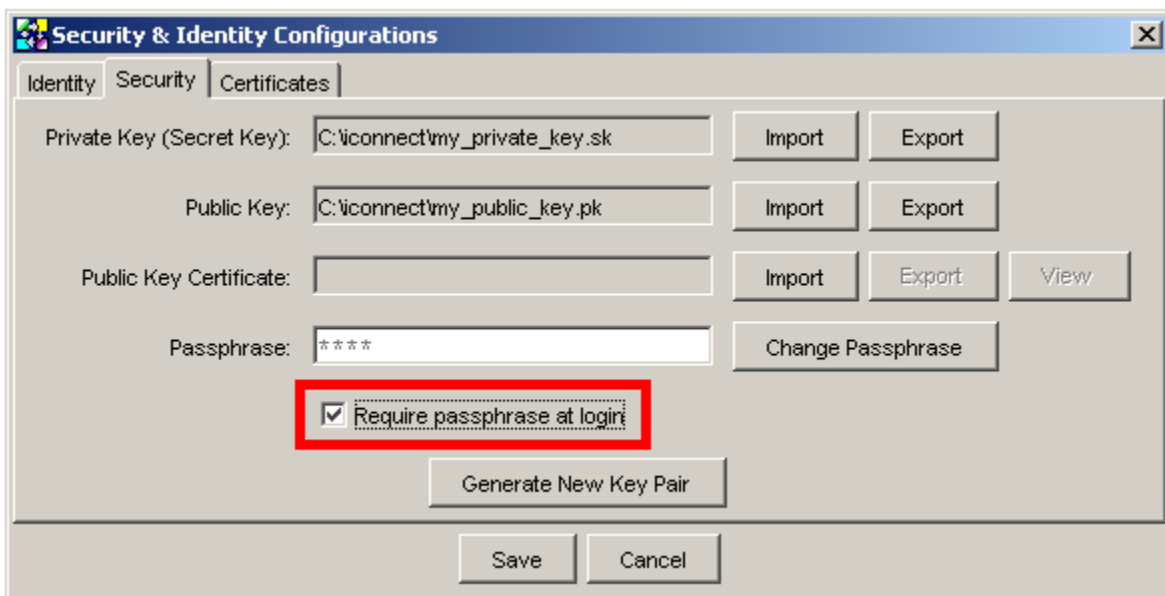 Security & Identity Configurations
Identity Security Certificates
Private Key (Secret Key): C:\iconnect\my_private_key.sk Import Export
Public Key: C:\iconnect\my_public_key.pk Import Export
Public Key Certificate: Import Export View
Passphrase: **** Change Passphrase
Require passphrase at login
Generate New Key Pair
Save Cancel